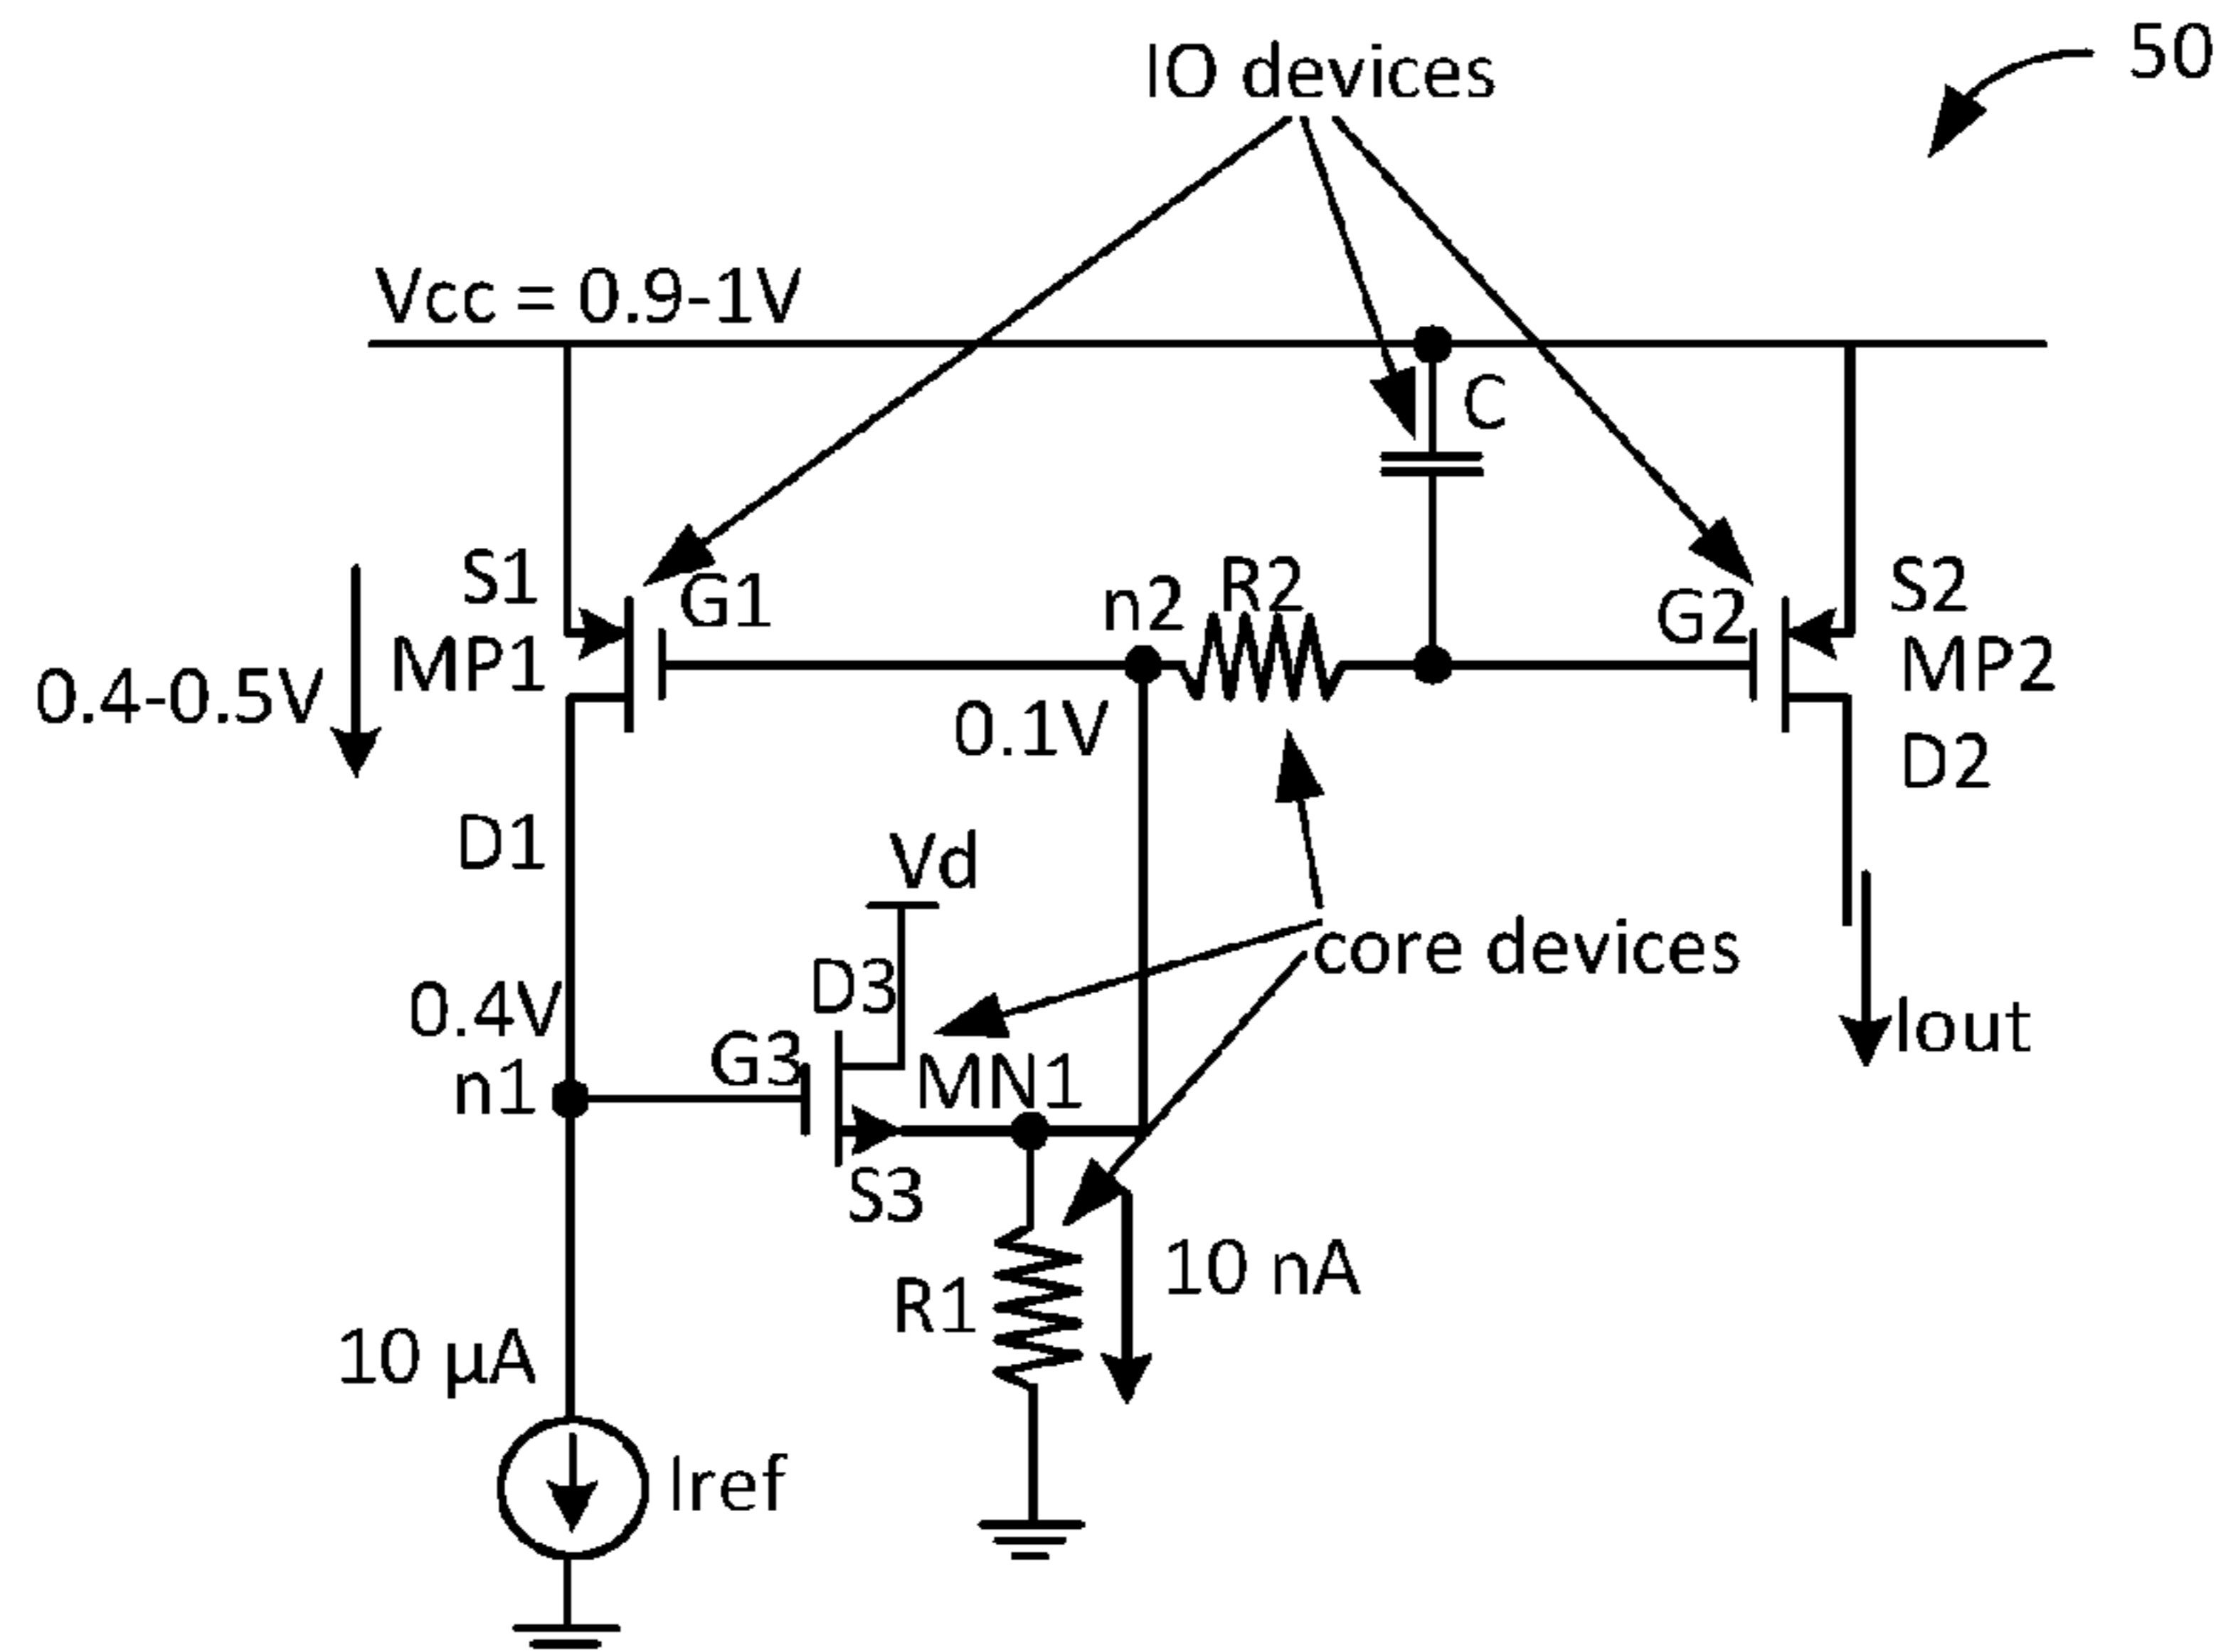 50
IO devices
Vcc = 0.9-1V
C
S1
G1
n2
R2
G2
S2
MP1
MP2
0.4-0.5V
0.1V
D2
D1
Vd
core devices
D3
0.4V
G3
MN1
Iout
n1
S3
10 nA
R1
10 µA
Iref